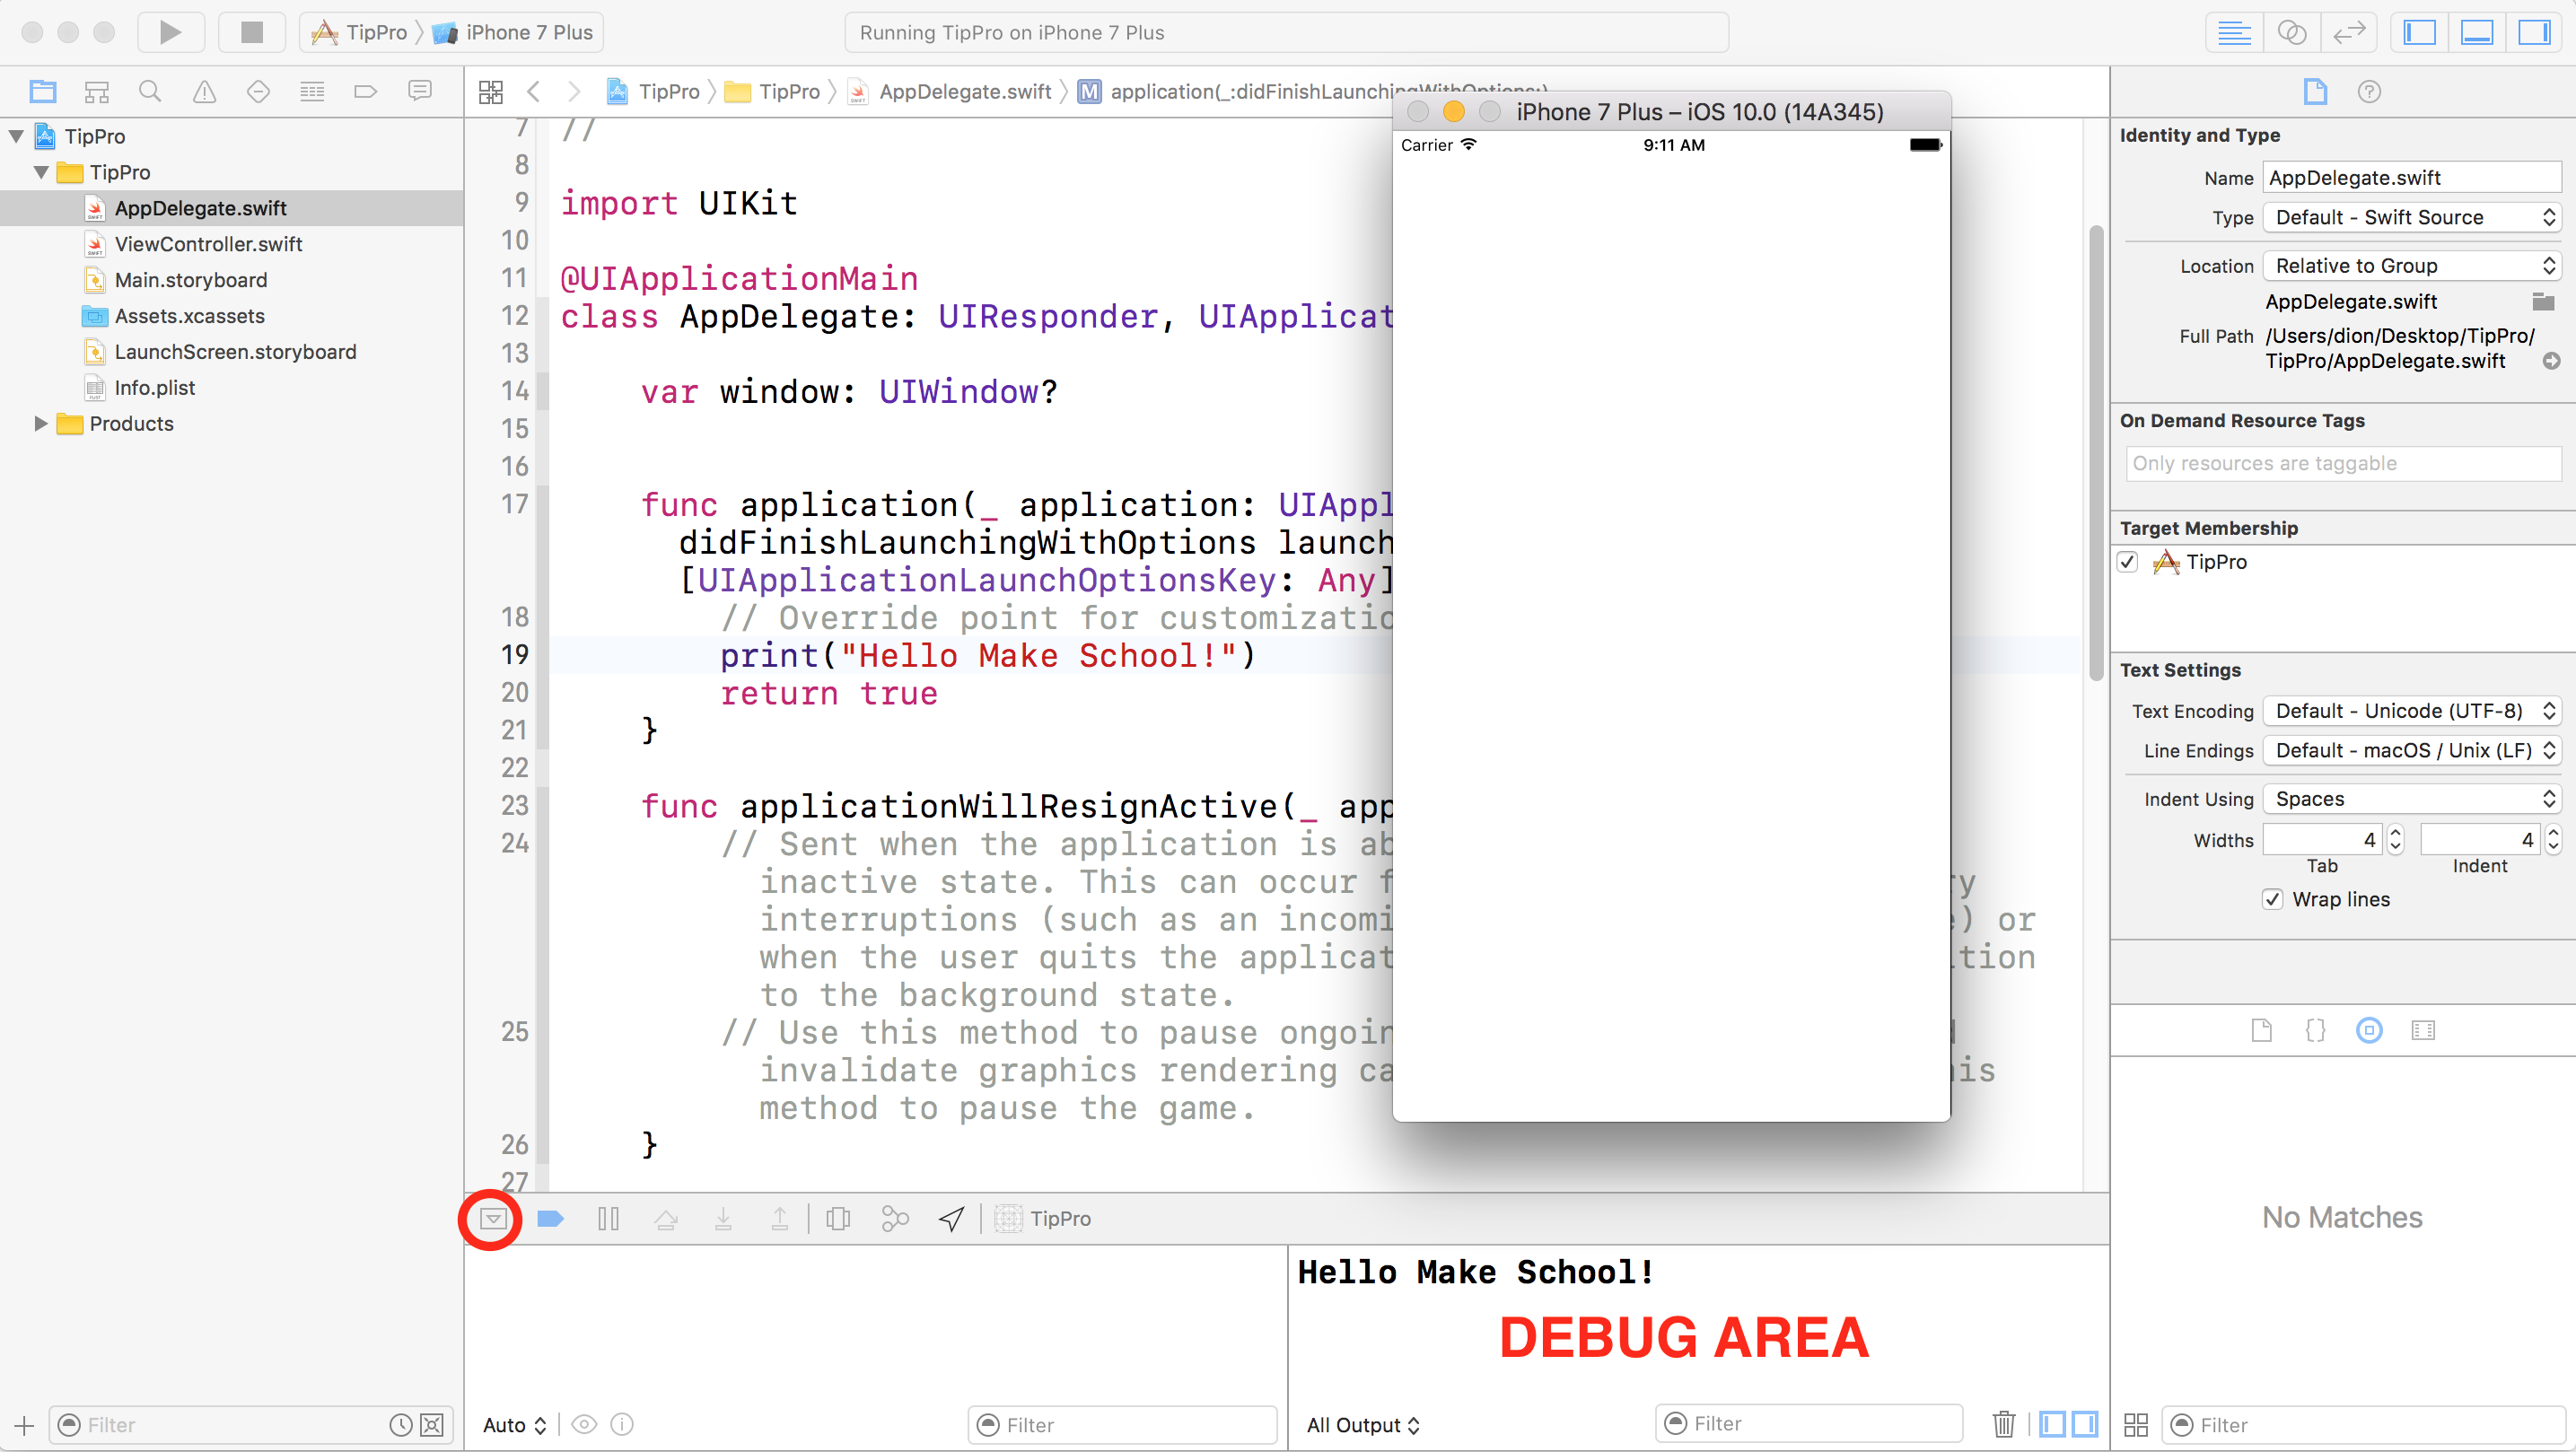 TipPro
iPhone 7 Plus
Running TipPro on iPhone 7 Plus
TipPro
TipPro
AppDelegate.swift
ViewController.swift
Main.storyboard
Assets.xcassets
LaunchScreen.storyboard
Info.plist
Products
Filter
TipPro
TipPro
AppDelegate.swift
M application(_:didFinishLaunchingWithOptions:)
7 //
8
9 import UIKit
10
11 @UIApplicationMain
12 class AppDelegate: UIResponder, UIApplicat
13
14 var window: UIWindow?
15
16
17 func application(_ application: UIAppl
didFinishLaunchingWithOptions launch
[UIApplicationLaunchOptionsKey: Any]
18 // Override point for customizatio
19 print("Hello Make School!")
20 return true
21 }
22
23 func applicationWillResignActive(_ app
24 // Sent when the application is ab
inactive state. This can occur f y
interruptions (such as an incomi e) or
when the user quits the applicat ition
to the background state.
25 // Use this method to pause ongoin d
invalidate graphics rendering ca his
method to pause the game.
26 }
27
iPhone 7 Plus – iOS 10.0 (14A345)
Carrier
9:11 AM
TipPro
Auto
Filter
Hello Make School!
DEBUG AREA
All Output
Filter
Identity and Type
Name AppDelegate.swift
Type Default - Swift Source
Location Relative to Group
AppDelegate.swift
Full Path /Users/dion/Desktop/TipPro/
TipPro/AppDelegate.swift
On Demand Resource Tags
Only resources are taggable
Target Membership
TipPro
Text Settings
Text Encoding Default - Unicode (UTF-8)
Line Endings Default - macOS / Unix (LF)
Indent Using Spaces
Widths 4 4
Tab Indent
Wrap lines
No Matches
Filter